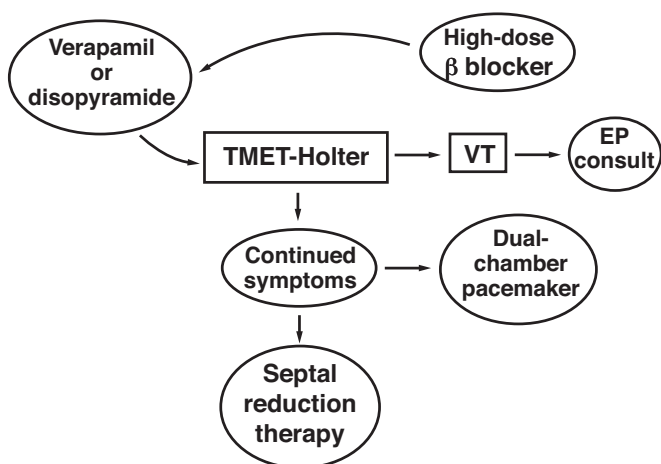 High-dose
β blocker
Verapamil
or
disopyramide
TMET-Holter
VT
EP
consult
Continued
symptoms
Dual-
chamber
pacemaker
Septal
reduction
therapy